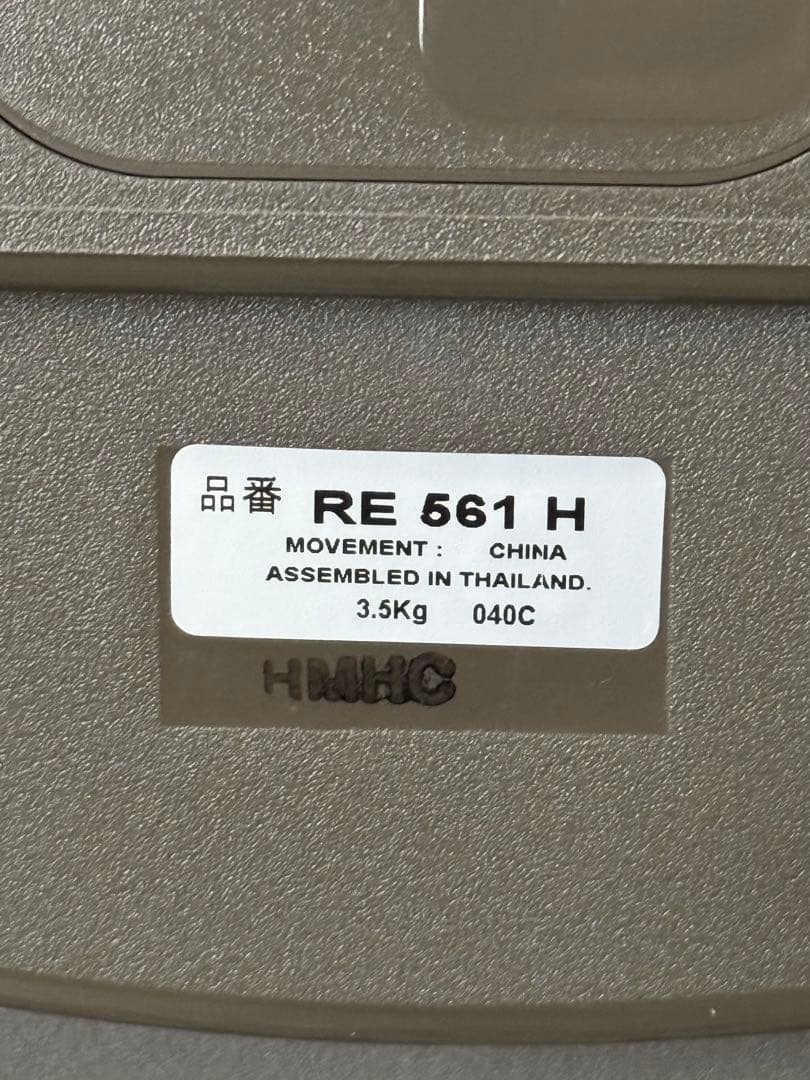 品番 RE 561 H
MOVEMENT : CHINA
ASSEMBLED IN THAILAND.
3.5Kg 040C
HMHC